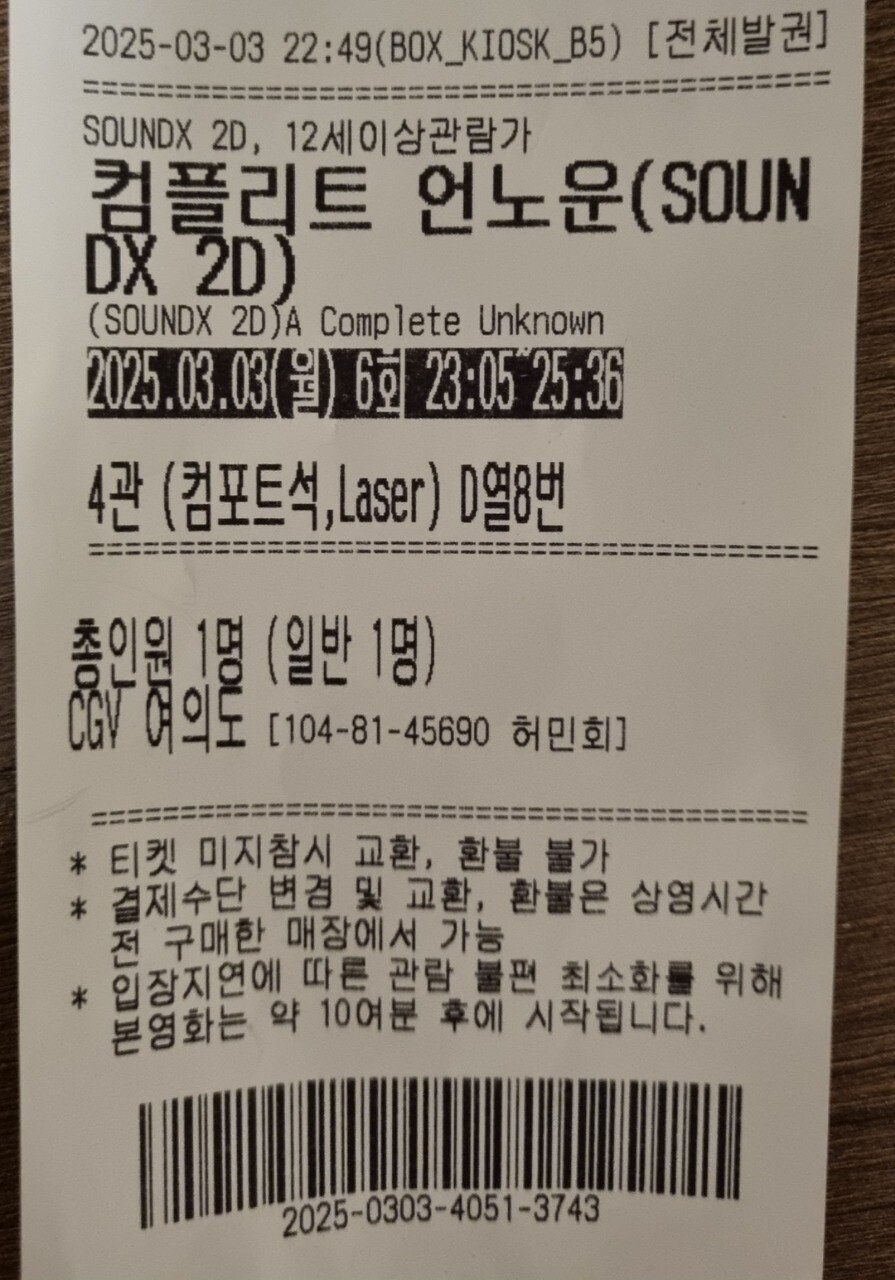 2025-03-03 22:49(BOX_KIOSK_B5) [전체발권]
SOUNDX 2D, 12세이상관람가
컴플리트 언노운(SOUN
DX 2D)
(SOUNDX 2D)A Complete Unknown
2025.03.03(월) 6회 23:05~25:36
4관 (컴포트석,Laser) D열8번
총인원 1명 (일반 1명)
CGV 여의도 [104-81-45690 허민회]
* 티켓 미지참시 교환, 환불 불가
* 결제수단 변경 및 교환, 환불은 상영시간
전 구매한 매장에서 가능
* 입장지연에 따른 관람 불편 최소화를 위해
본영화는 약 10여분 후에 시작됩니다.
2025-0303-4051-3743